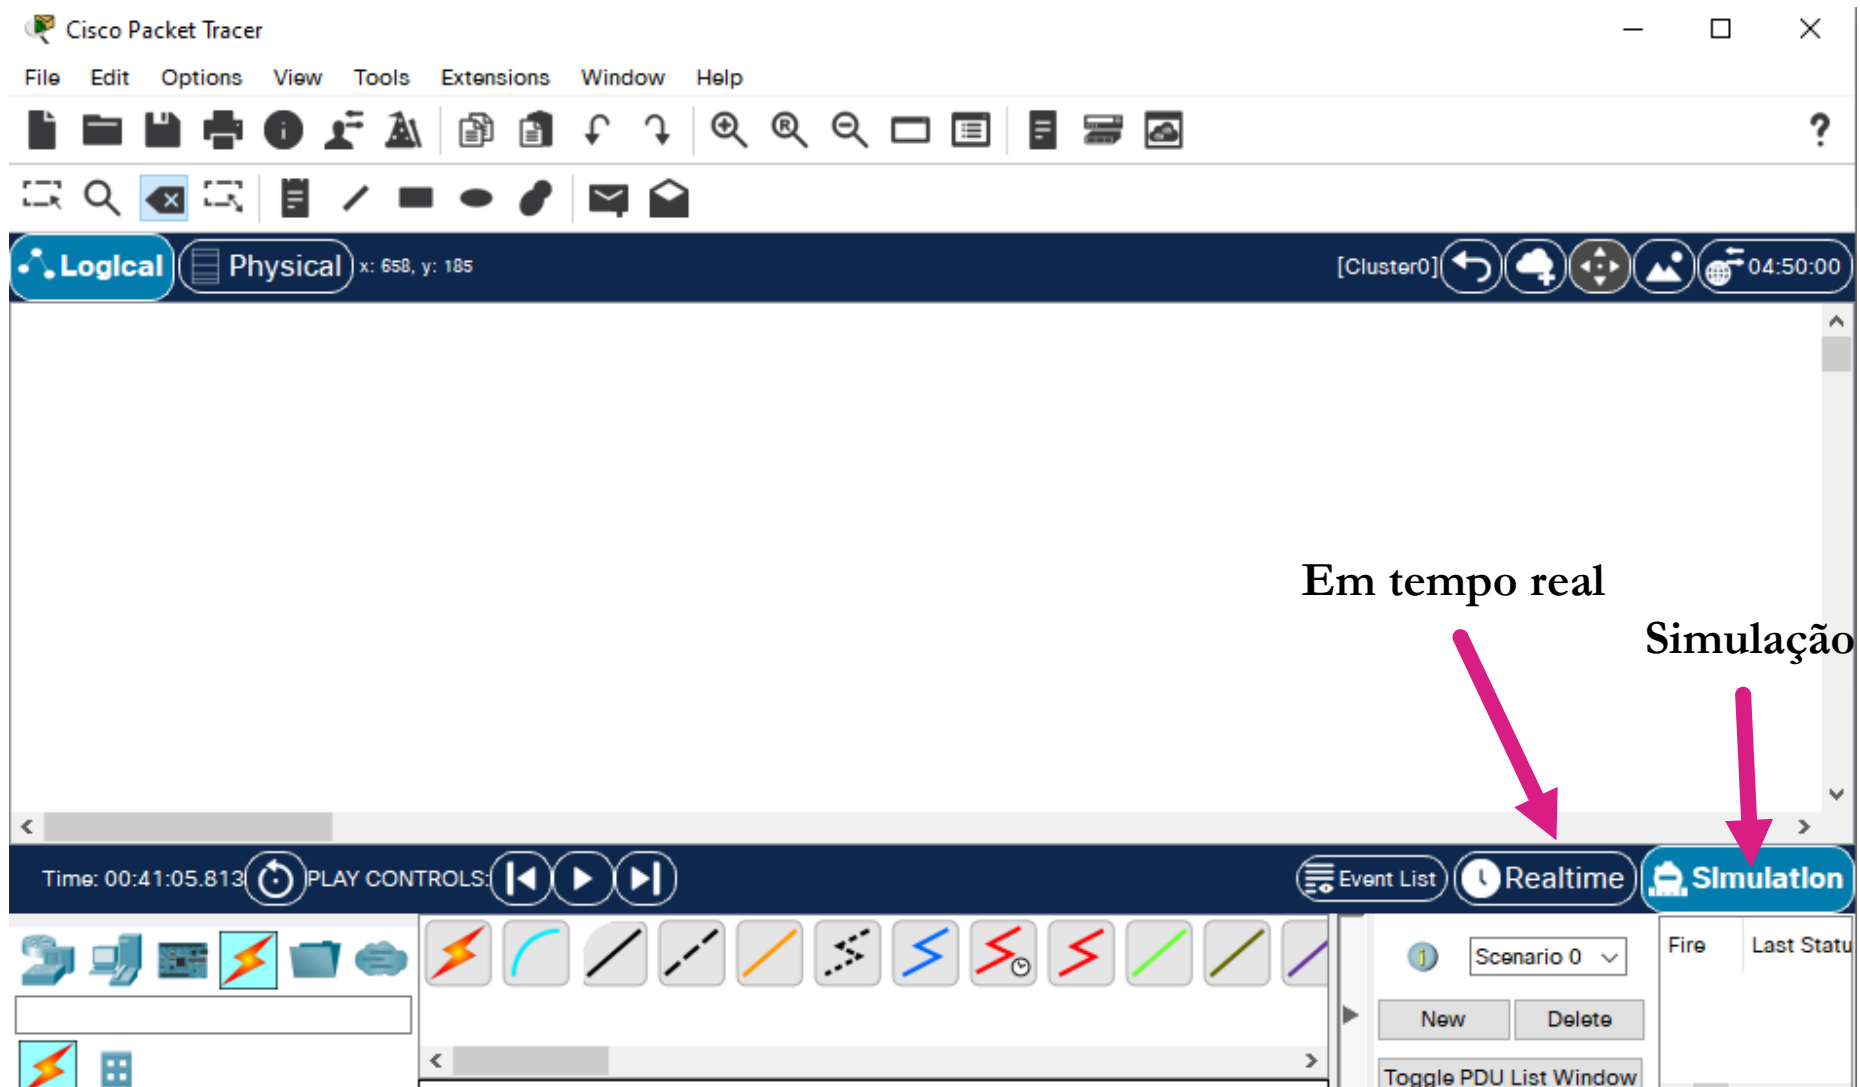 Cisco Packet Tracer
File Edit Options View Tools Extensions Window Help
?
Logical Physical x: 658, y: 185 [Cluster0] 04:50:00
Em tempo real
Simulação
Time: 00:41:05.813 PLAY CONTROLS: Event List Realtime Simulation
Scenario 0 Fire Last Statu
New Delete
Toggle PDU List Window